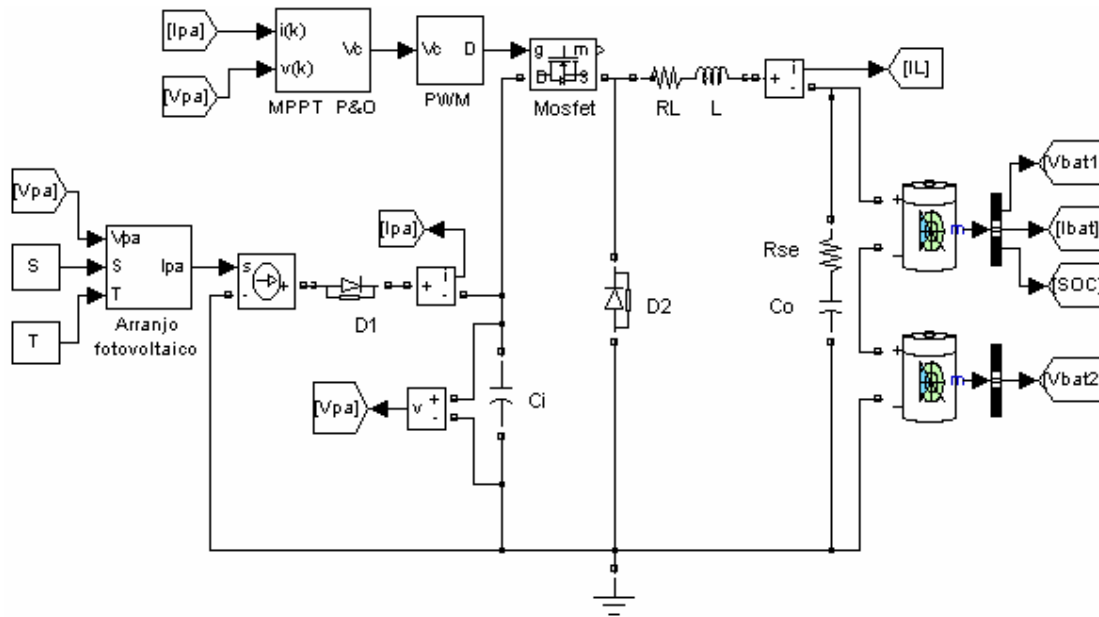 [Ipa]
i(k)
v(k)
Vc
MPPT P&O
[Vpa]
Vc
D
PWM
g
m
D
S
Mosfet
RL
L
+
-
i
[IL]
[Vpa]
S
T
Vpa
S
T
Ipa
Arranjo
fotovoltaico
s
-
+
D1
[Ipa]
+
-
i
[Vpa]
v
+
-
Ci
D2
Rse
Co
+
_
m
[Vbat1
[Ibat]
[SOC]
+
_
m
[Vbat2